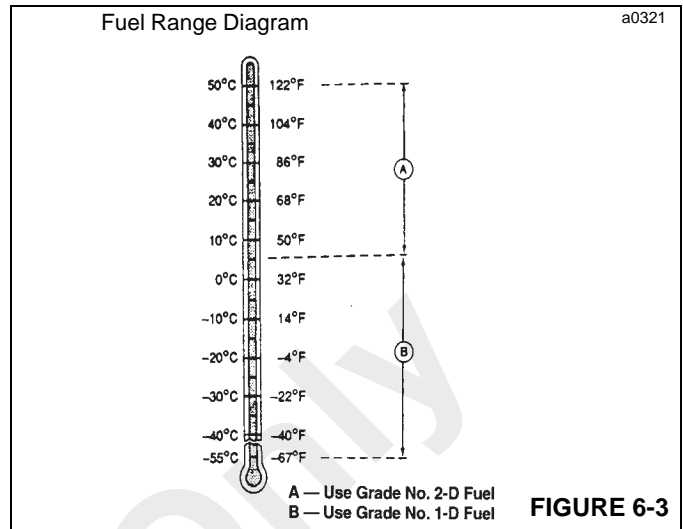 Fuel Range Diagram
a0321
50°C 122°F
40°C 104°F
30°C 86°F
A
20°C 68°F
10°C 50°F
0°C 32°F
–10°C 14°F
–20°C –4°F
B
–30°C –22°F
–40°C –40°F
–55°C –67°F
A — Use Grade No. 2-D Fuel
B — Use Grade No. 1-D Fuel
FIGURE 6-3
Only